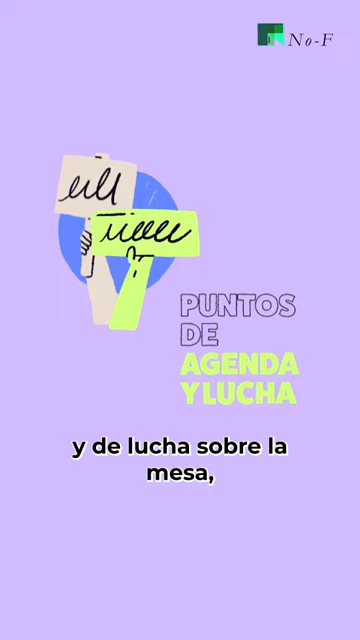 No-F
PUNTOS
DE
AGENDA
Y LUCHA
y de lucha sobre la
mesa,